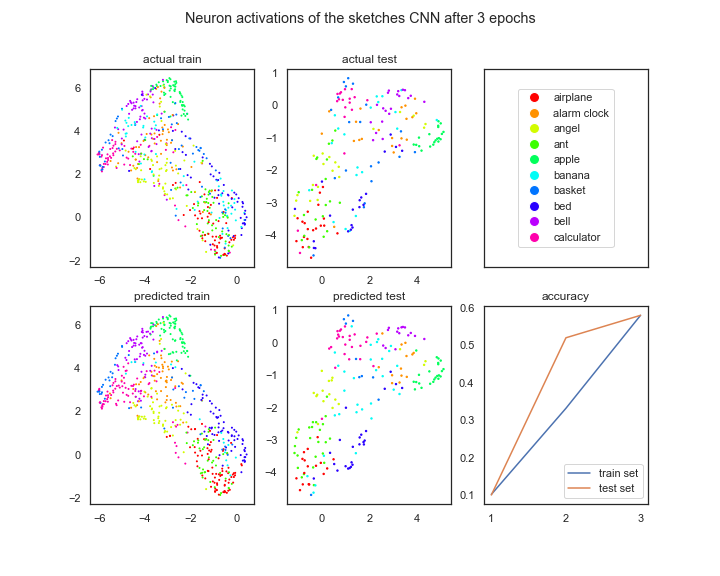 Neuron activations of the sketches CNN after 3 epochs
actual train
6
4
2
0
−2
−6
−4
−2
0
actual test
1
0
−1
−2
−3
−4
0
2
4
airplane
alarm clock
angel
ant
apple
banana
basket
bed
bell
calculator
predicted train
6
4
2
0
−2
−6
−4
−2
0
predicted test
1
0
−1
−2
−3
−4
0
2
4
accuracy
0.6
0.5
0.4
0.3
0.2
0.1
train set
test set
1
2
3